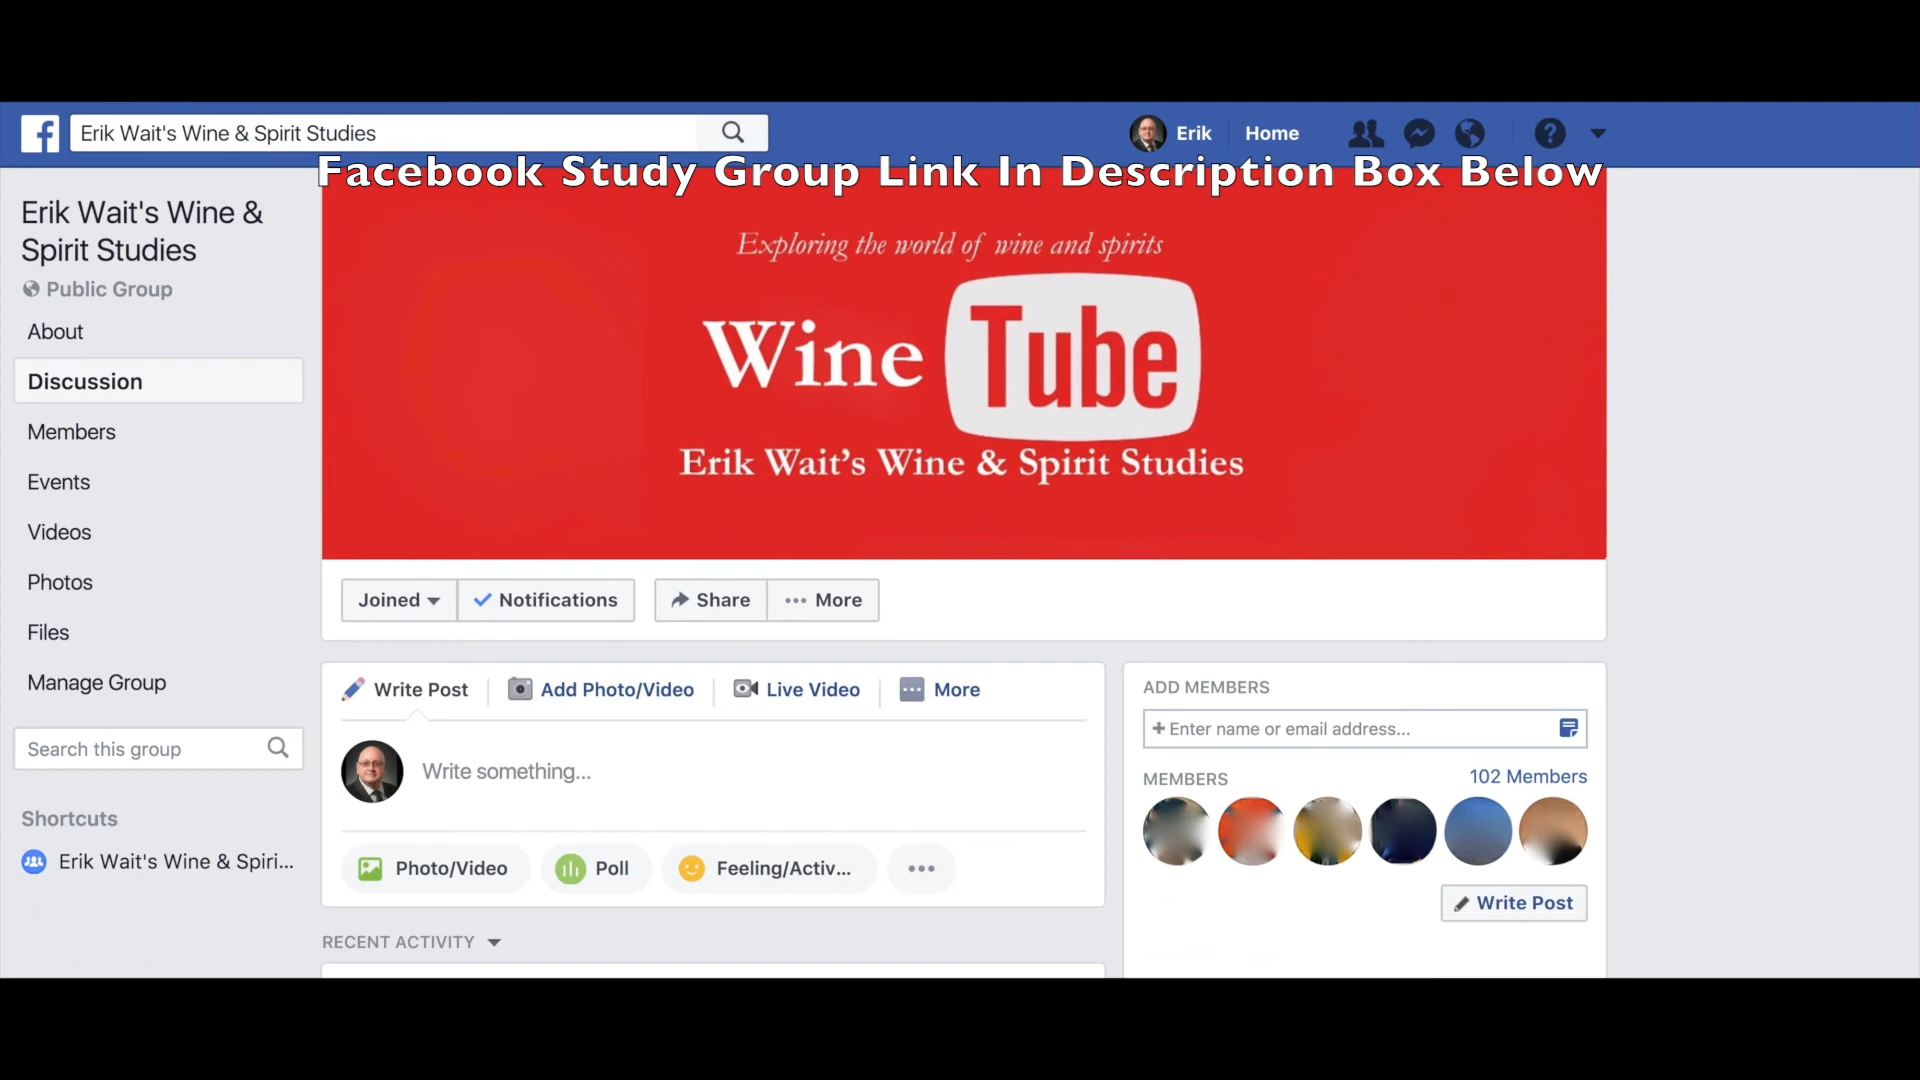 Erik Wait's Wine & Spirit Studies
Erik
Home
Facebook Study Group Link In Description Box Below
Erik Wait's Wine &
Spirit Studies
Public Group
About
Discussion
Members
Events
Videos
Photos
Files
Manage Group
Search this group
Shortcuts
Erik Wait's Wine & Spiri...
Exploring the world of wine and spirits
Wine Tube
Erik Wait’s Wine & Spirit Studies
Joined
Notifications
Share
More
Write Post
Add Photo/Video
Live Video
More
Write something...
Photo/Video
Poll
Feeling/Activ...
RECENT ACTIVITY
ADD MEMBERS
+ Enter name or email address...
MEMBERS
102 Members
Write Post